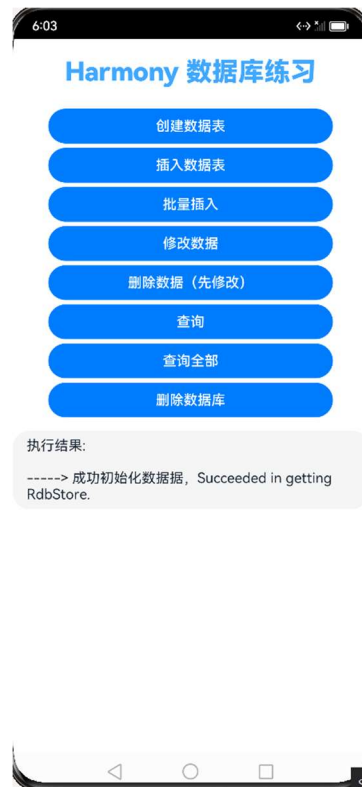 6:03
Harmony 数据库练习
创建数据表
插入数据表
批量插入
修改数据
删除数据（先修改）
查询
查询全部
删除数据库
执行结果:
-----> 成功初始化数据据，Succeeded in getting
RdbStore.